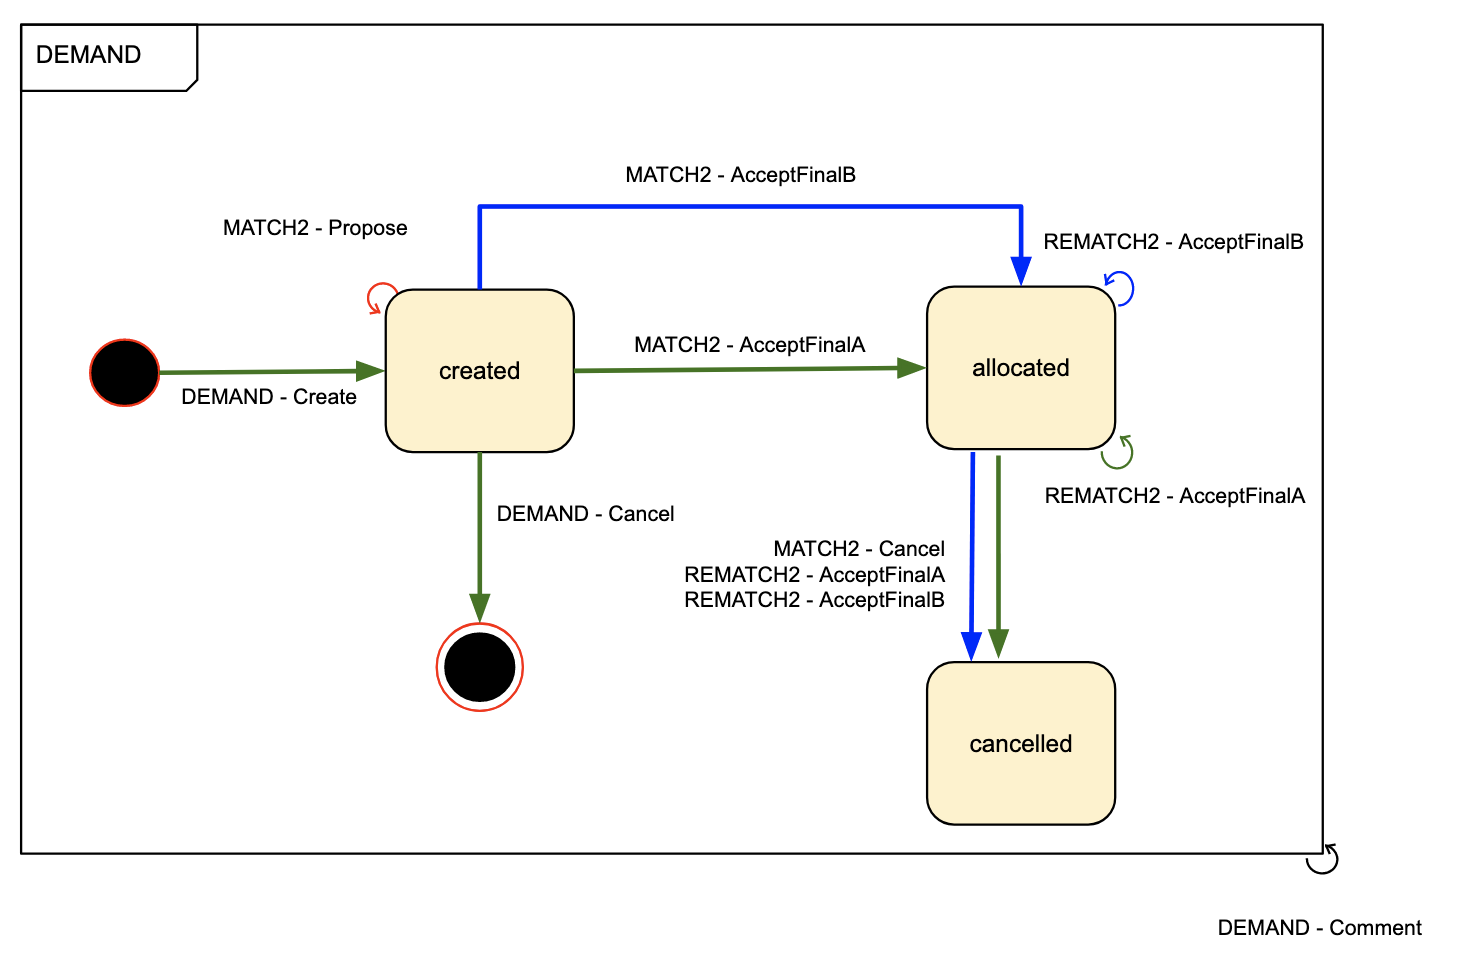 DEMAND
MATCH2 - AcceptFinalB
MATCH2 - Propose
REMATCH2 - AcceptFinalB
MATCH2 - AcceptFinalA
created
allocated
DEMAND - Create
REMATCH2 - AcceptFinalA
DEMAND - Cancel
MATCH2 - Cancel
REMATCH2 - AcceptFinalA
REMATCH2 - AcceptFinalB
cancelled
DEMAND - Comment